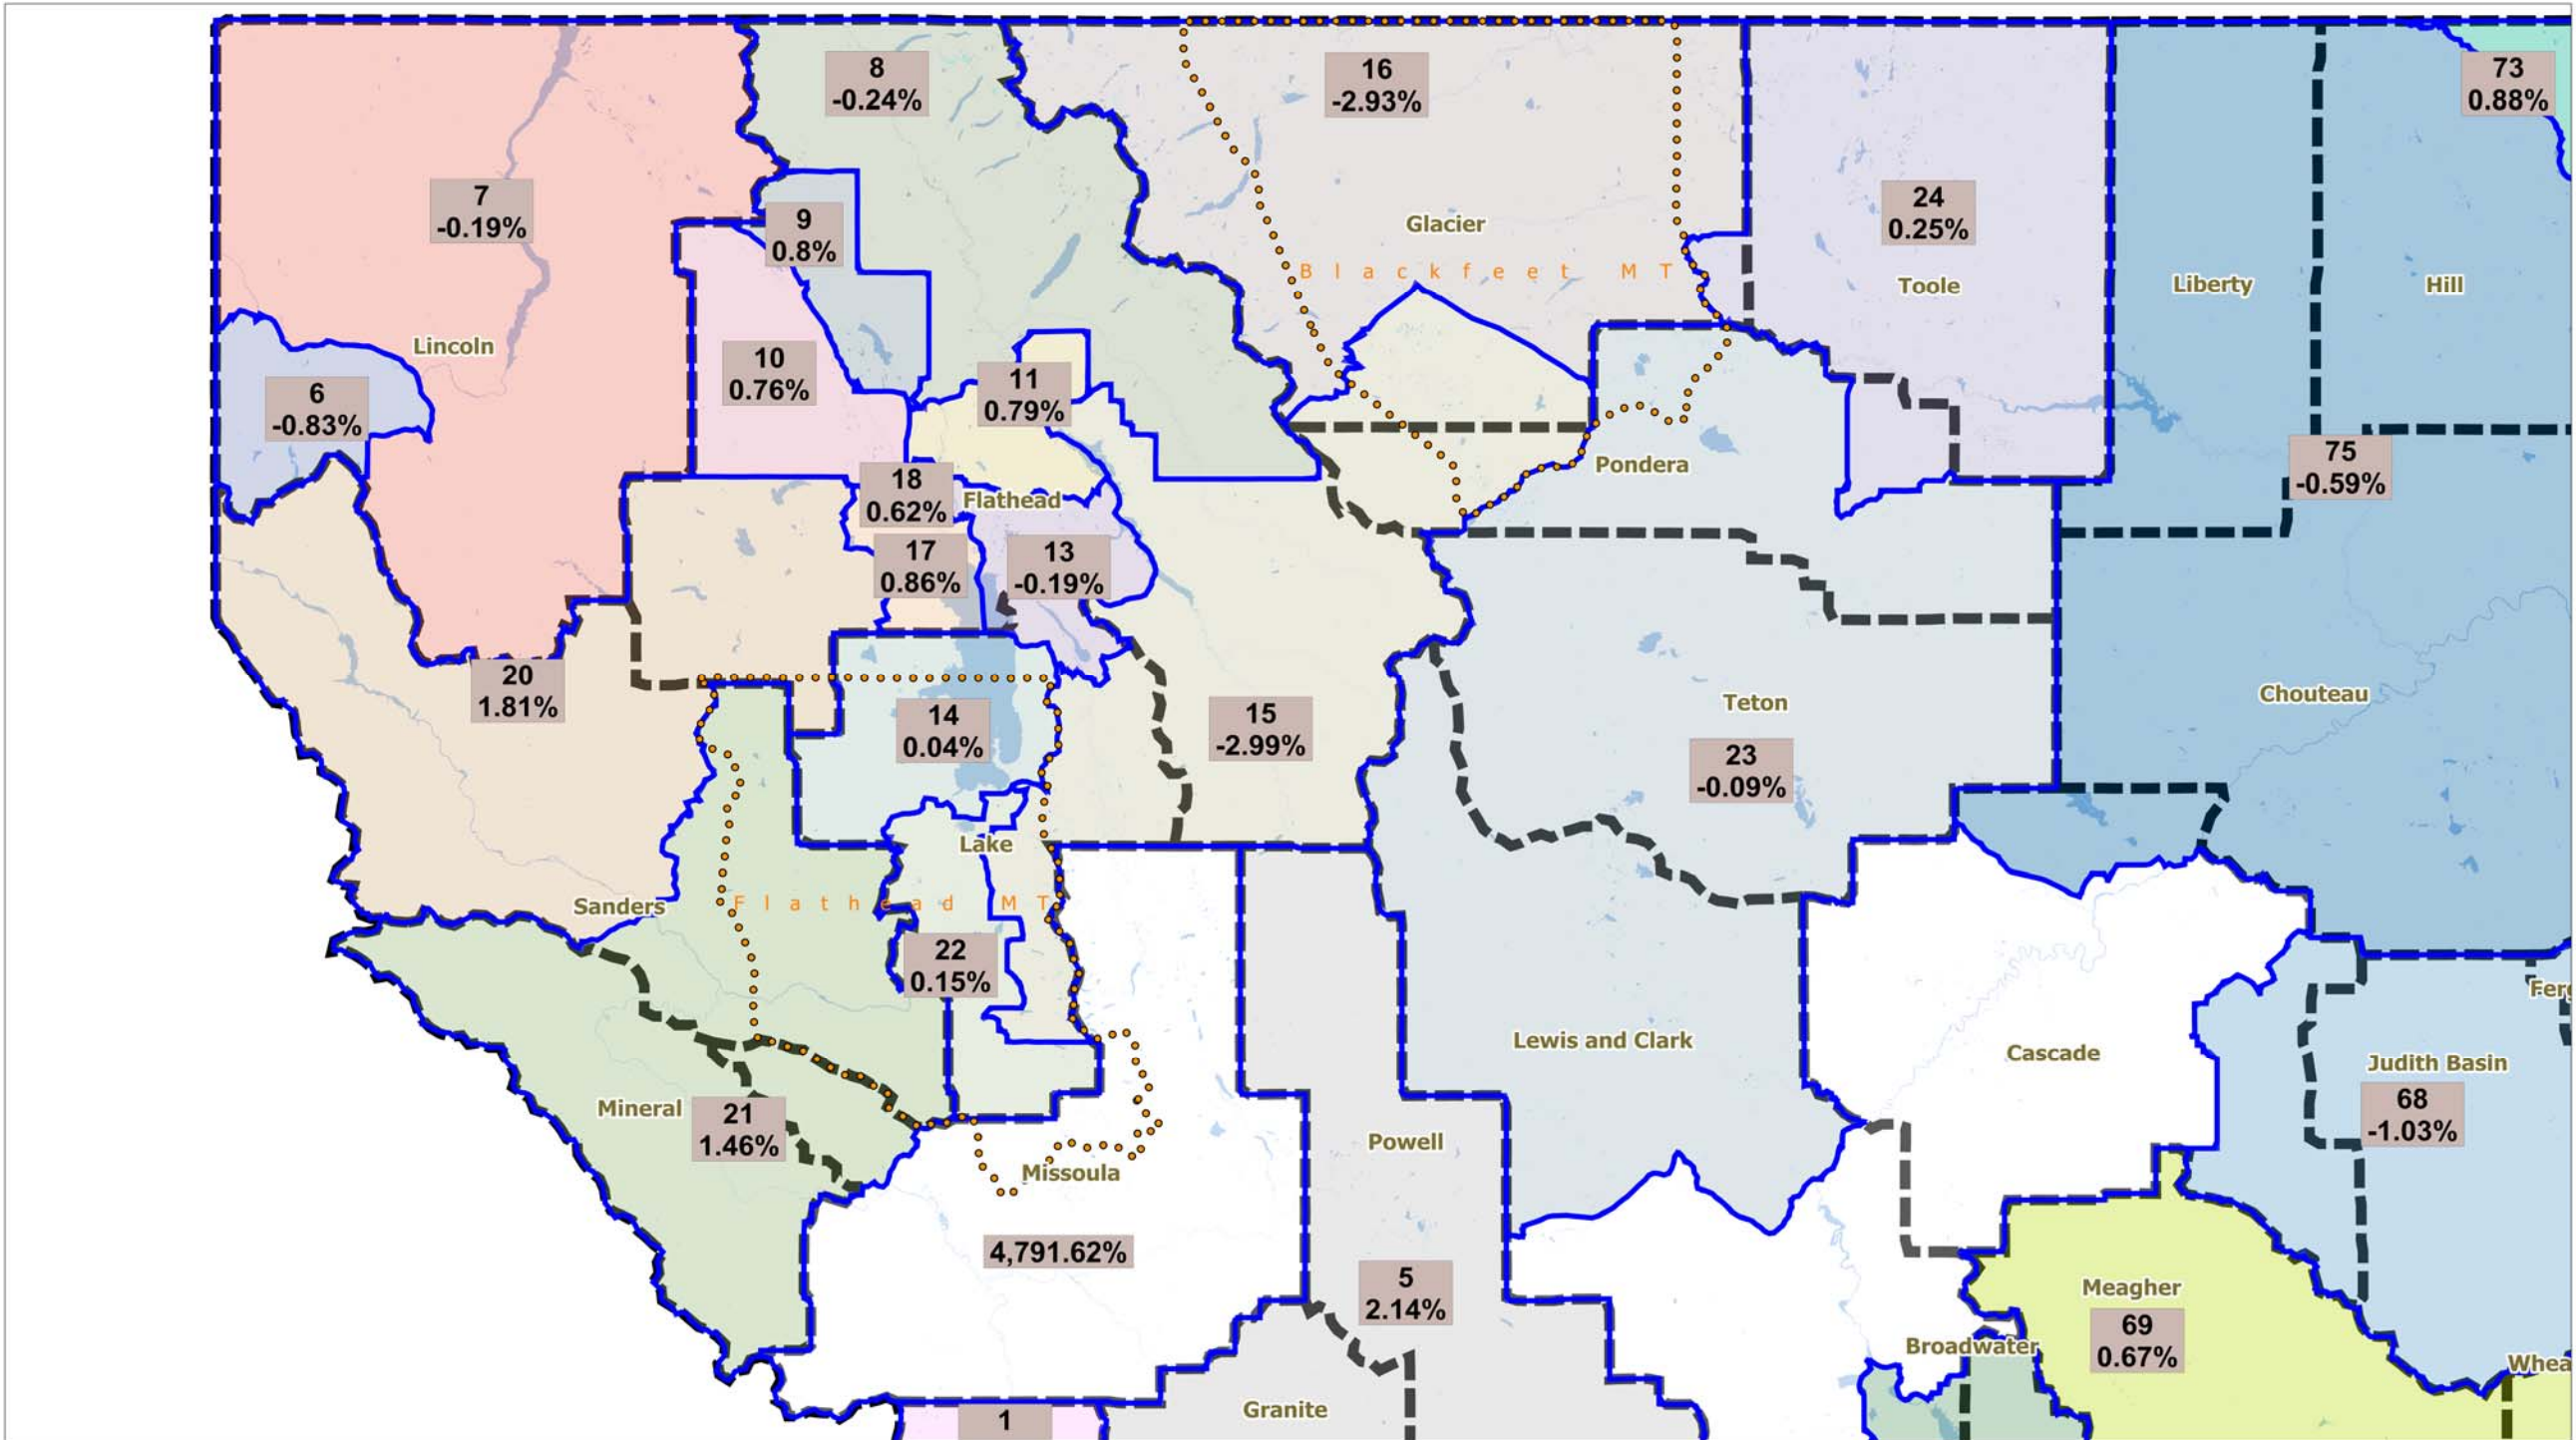 8
-0.24%
16
-2.93%
73
0.88%
7
-0.19%
24
0.25%
9
0.8%
Glacier
Blackfeet MT
Toole
Liberty
Hill
Lincoln
10
0.76%
11
0.79%
6
-0.83%
75
-0.59%
Pondera
18
0.62%
Flathead
17
0.86%
13
-0.19%
20
1.81%
Chouteau
Teton
14
0.04%
15
-2.99%
23
-0.09%
Lake
Sanders
Flathead MT
22
0.15%
Ferg
Lewis and Clark
Cascade
Judith Basin
Mineral
21
1.46%
68
-1.03%
Powell
Missoula
4,791.62%
5
2.14%
Meagher
69
0.67%
Broadwater
Whea
Granite
1